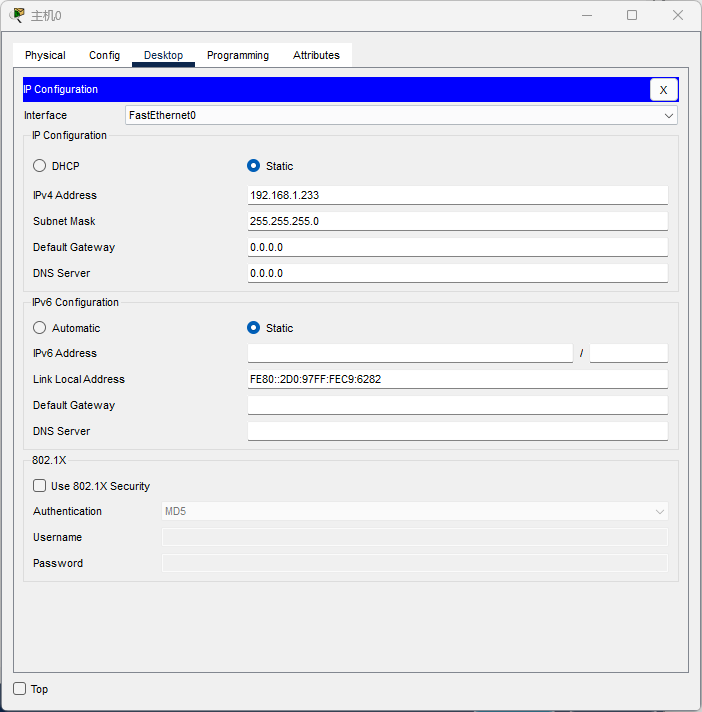 主机0
Physical Config Desktop Programming Attributes
IP Configuration X
Interface FastEthernet0
IP Configuration
DHCP Static
IPv4 Address 192.168.1.233
Subnet Mask 255.255.255.0
Default Gateway 0.0.0.0
DNS Server 0.0.0.0
IPv6 Configuration
Automatic Static
IPv6 Address /
Link Local Address FE80::2D0:97FF:FEC9:6282
Default Gateway
DNS Server
802.1X
Use 802.1X Security
Authentication MD5
Username
Password
Top